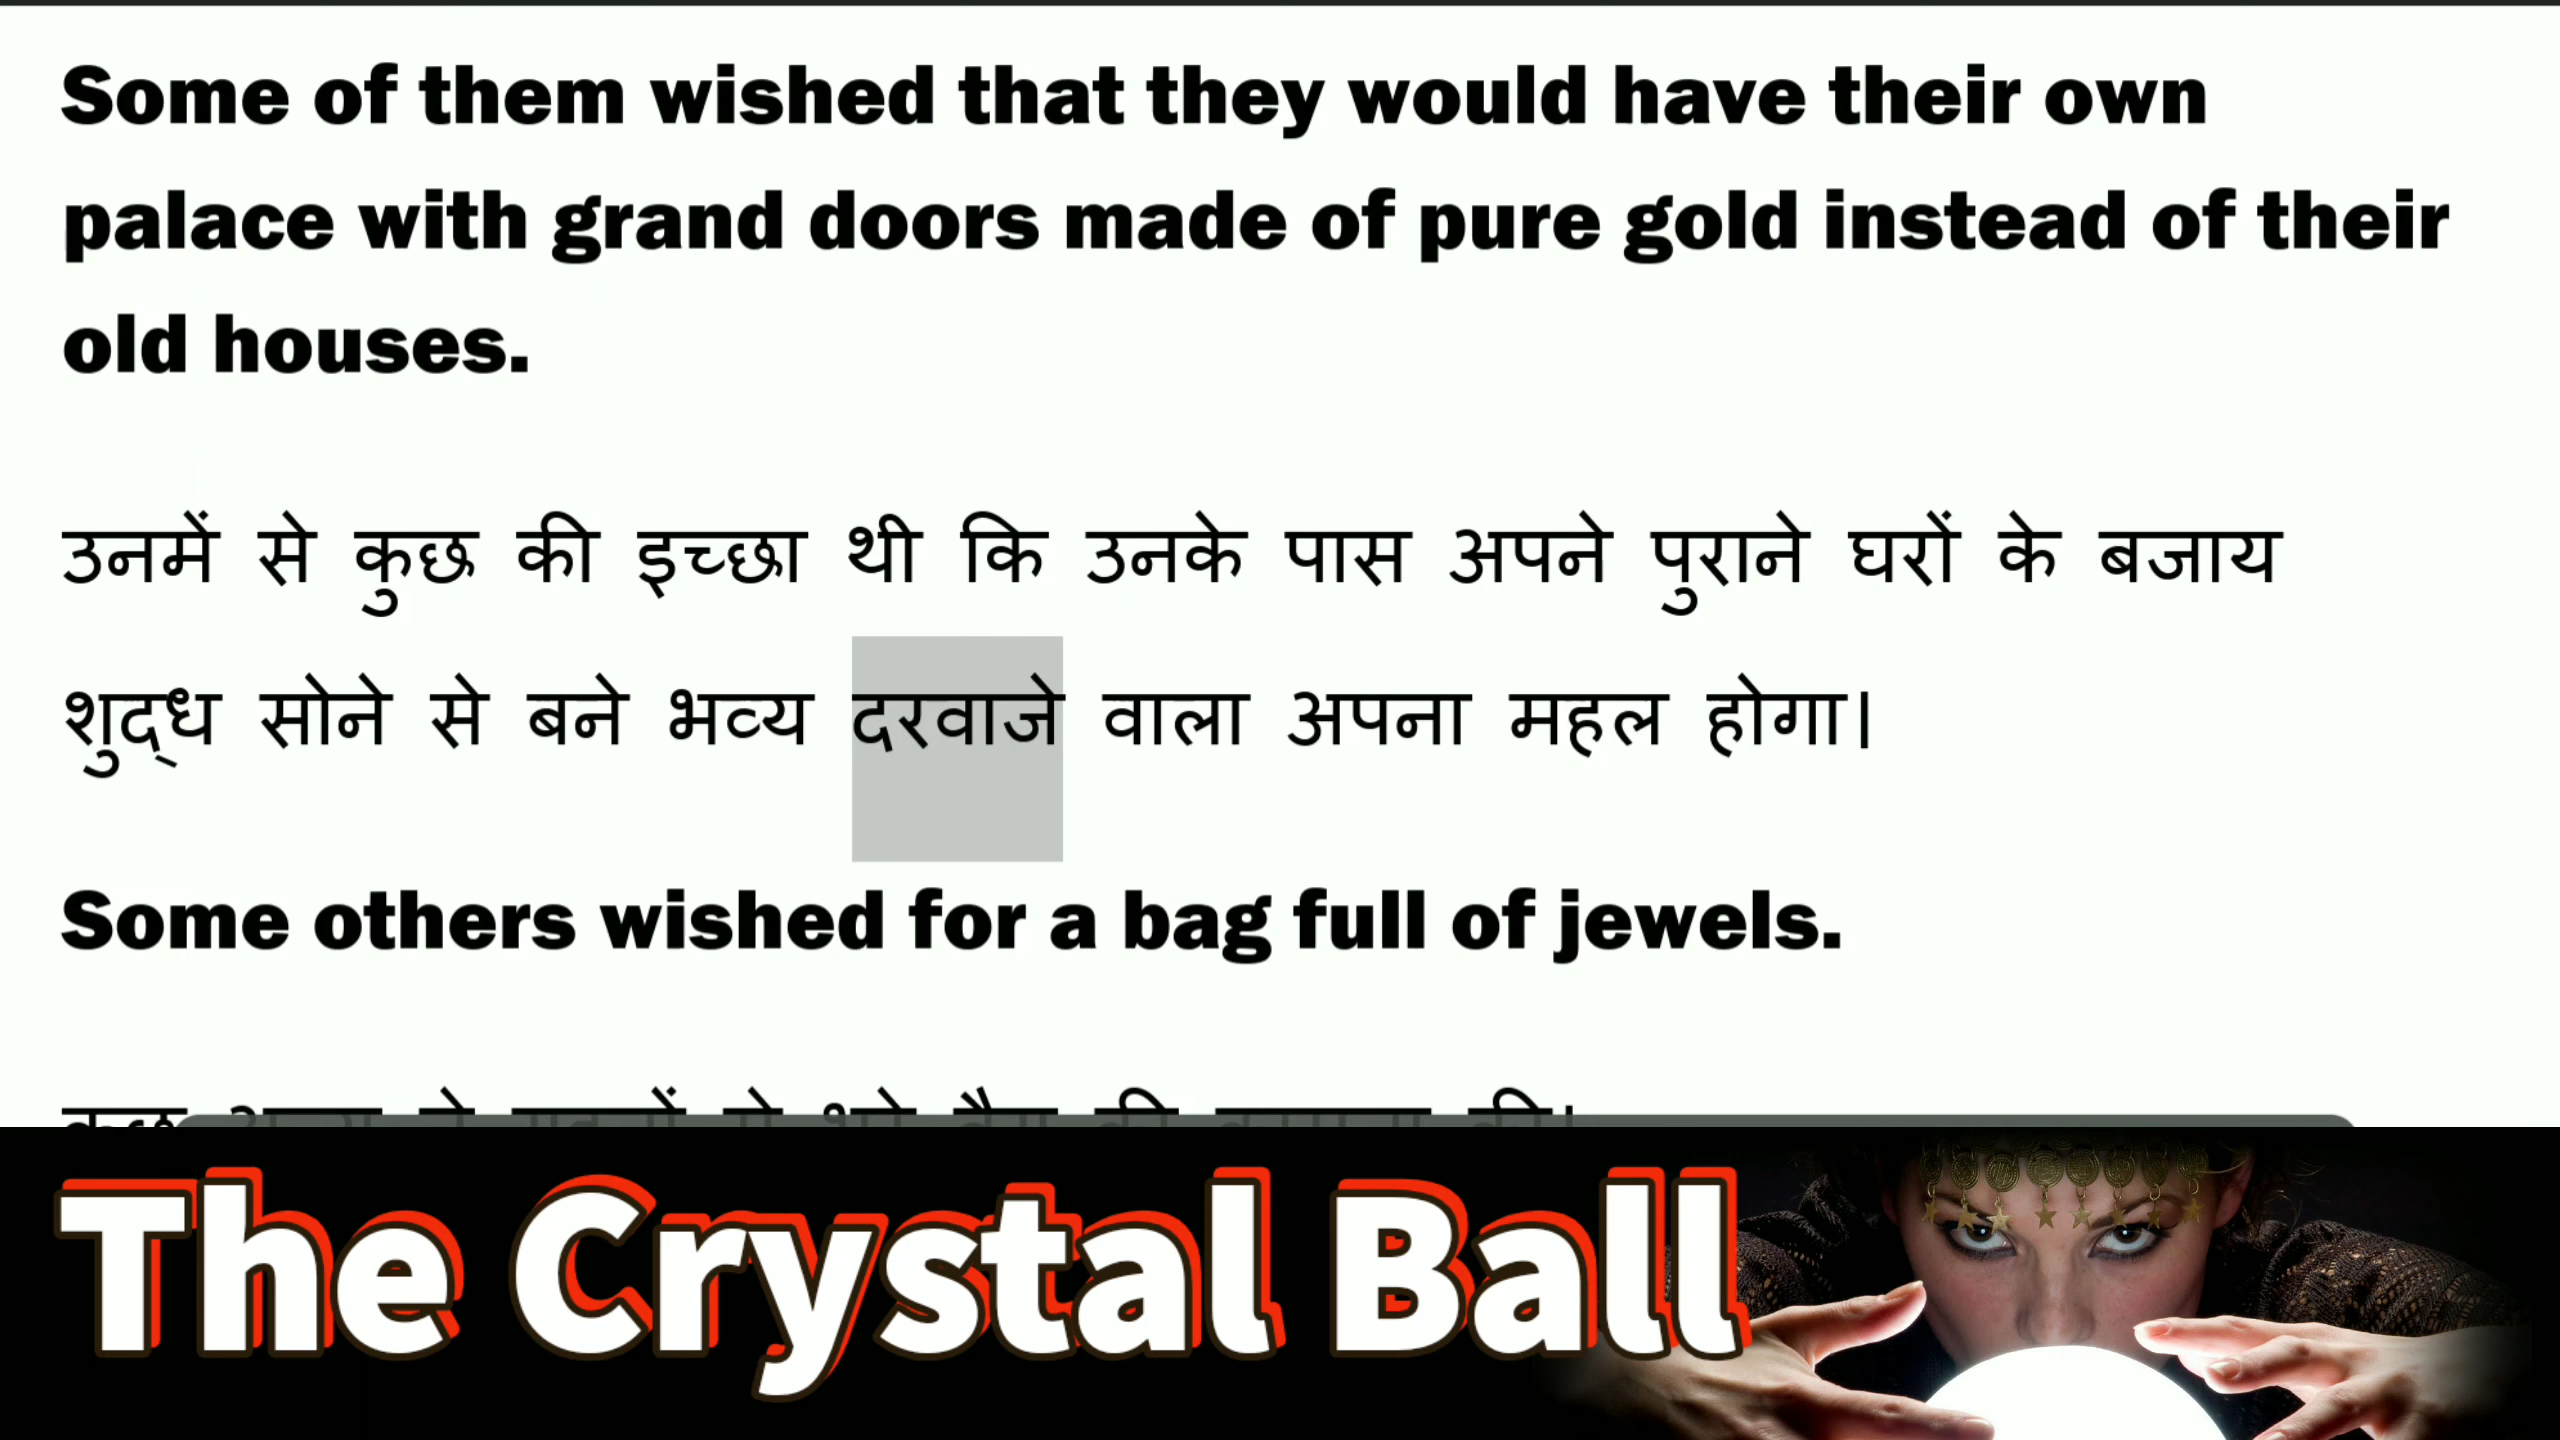 Some of them wished that they would have their own
palace with grand doors made of pure gold instead of their
old houses.
उनमें से कुछ की इच्छा थी कि उनके पास अपने पुराने घरों के बजाय
शुद्ध सोने से बने भव्य दरवाजे वाला अपना महल होगा।
Some others wished for a bag full of jewels.
The Crystal Ball